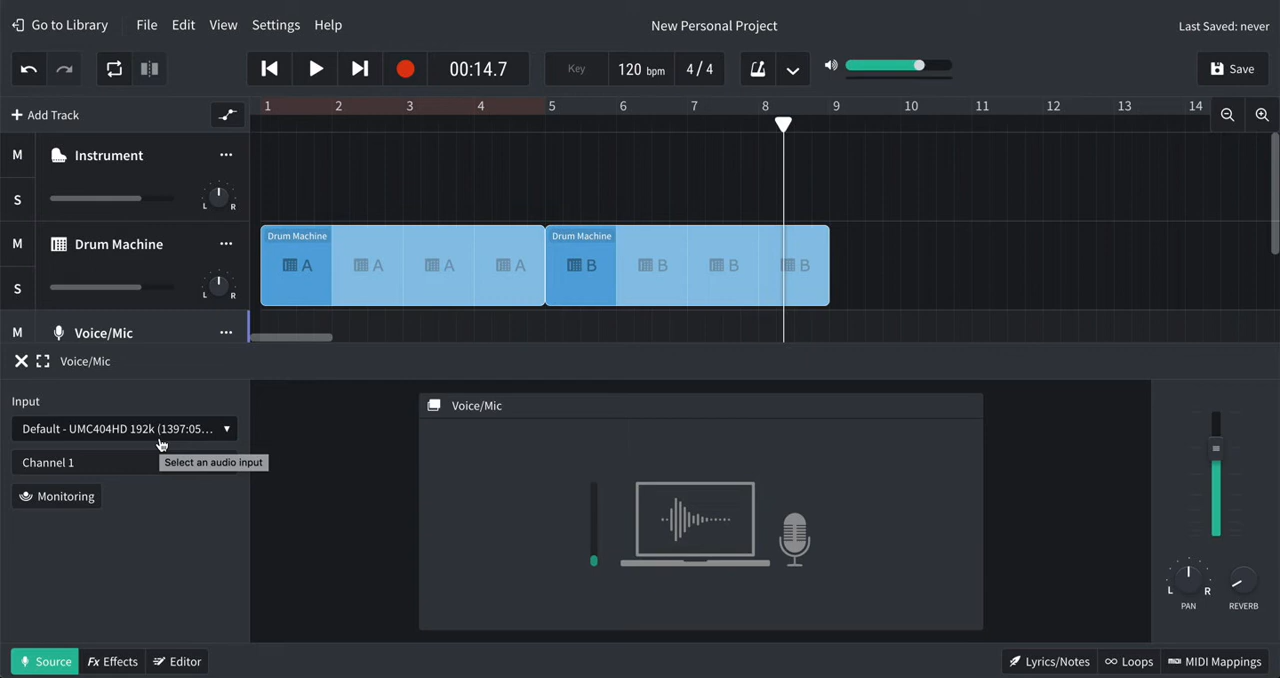 Go to Library File Edit View Settings Help New Personal Project Last Saved: never
00:14.7 Key 120 bpm 4 / 4 Save
Add Track 1 2 3 4 5 6 7 8 9 10 11 12 13 14
M Instrument
S L R
M Drum Machine Drum Machine Drum Machine
A A A A B B B B
S L R
M Voice/Mic
Voice/Mic
Input
Voice/Mic
Default - UMC404HD 192k (1397:05...
Channel 1 Select an audio input
Monitoring
L R
PAN REVERB
Source Fx Effects Editor Lyrics/Notes Loops MIDI Mappings